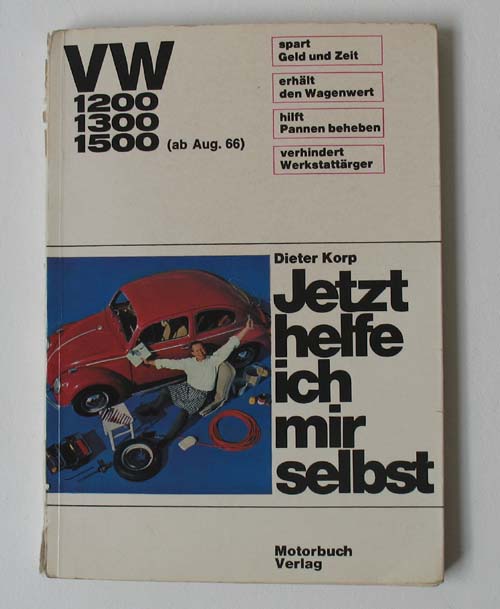 VW
1200
1300
1500 (ab Aug. 66)
spart
Geld und Zeit
erhält
den Wagenwert
hilft
Pannen beheben
verhindert
Werkstattärger
Dieter Korp
Jetzt
helfe
ich
mir
selbst
Motorbuch
Verlag